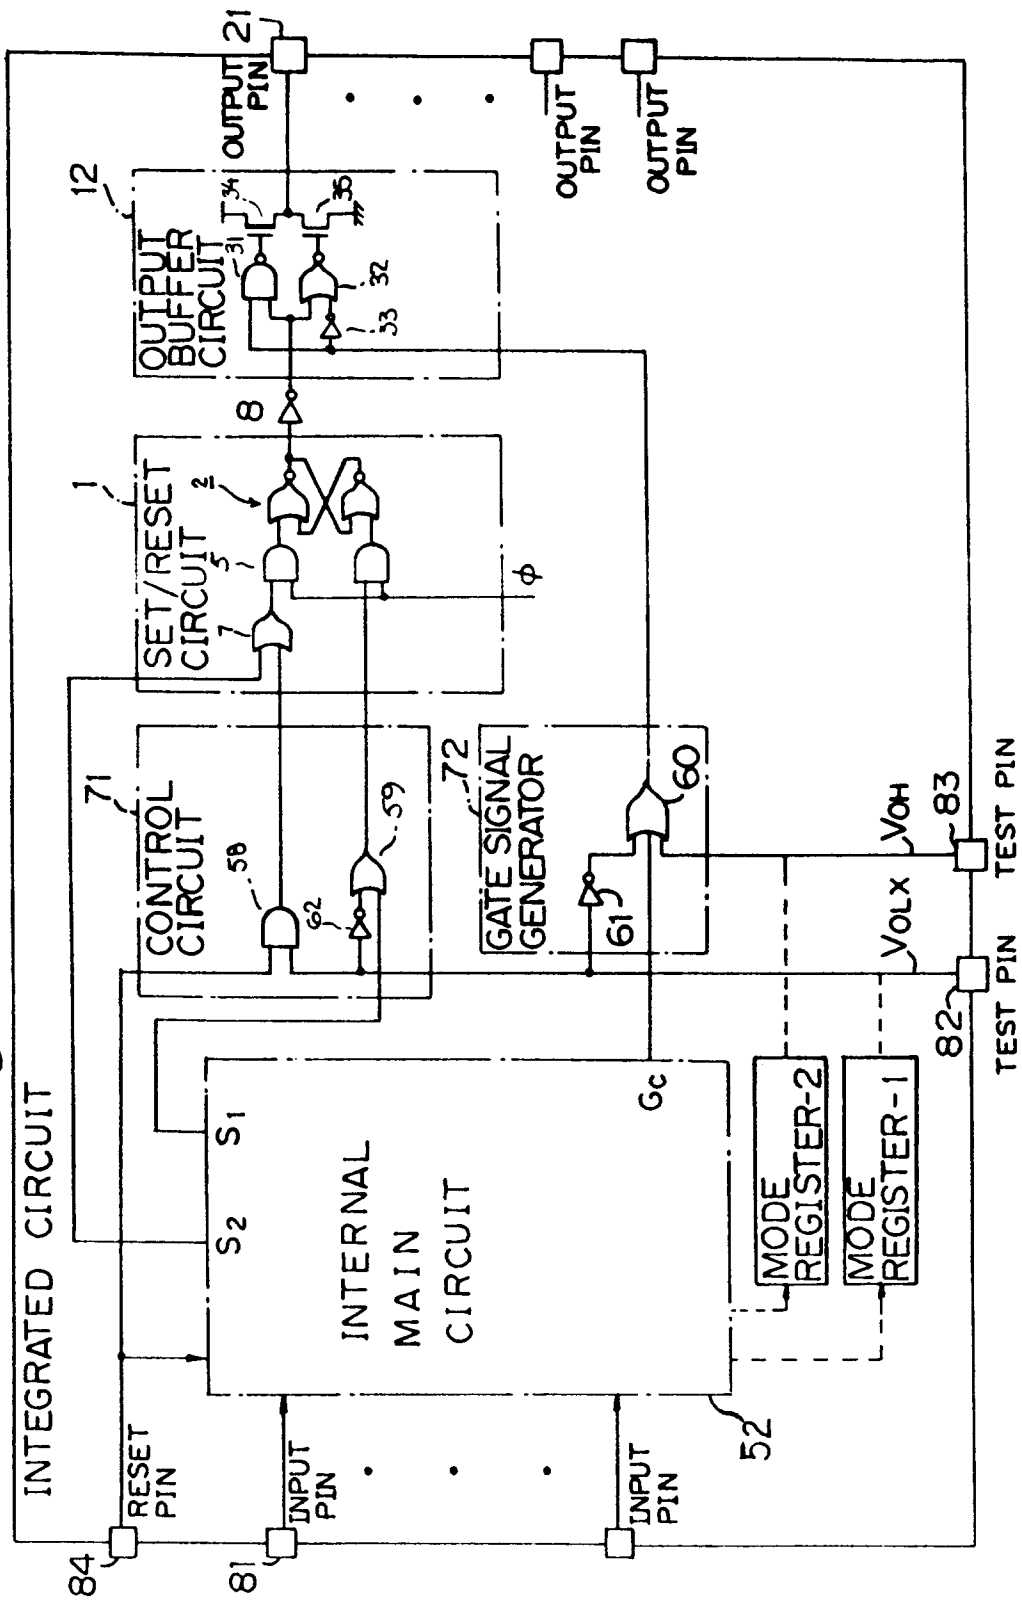 INTEGRATED CIRCUIT
84
RESET
PIN
81
INPUT
PIN
INPUT
PIN
S2
S1
INTERNAL
MAIN
CIRCUIT
Gc
52
MODE
REGISTER-2
MODE
REGISTER-1
71
CONTROL
CIRCUIT
58
62
59
72
GATE SIGNAL
GENERATOR
61
60
VOLX
VOH
82
TEST PIN
83
TEST PIN
1
SET/RESET
CIRCUIT
7
5
2
φ
8
12
OUTPUT
BUFFER
CIRCUIT
31
34
32
35
33
21
OUTPUT
PIN
OUTPUT
PIN
OUTPUT
PIN